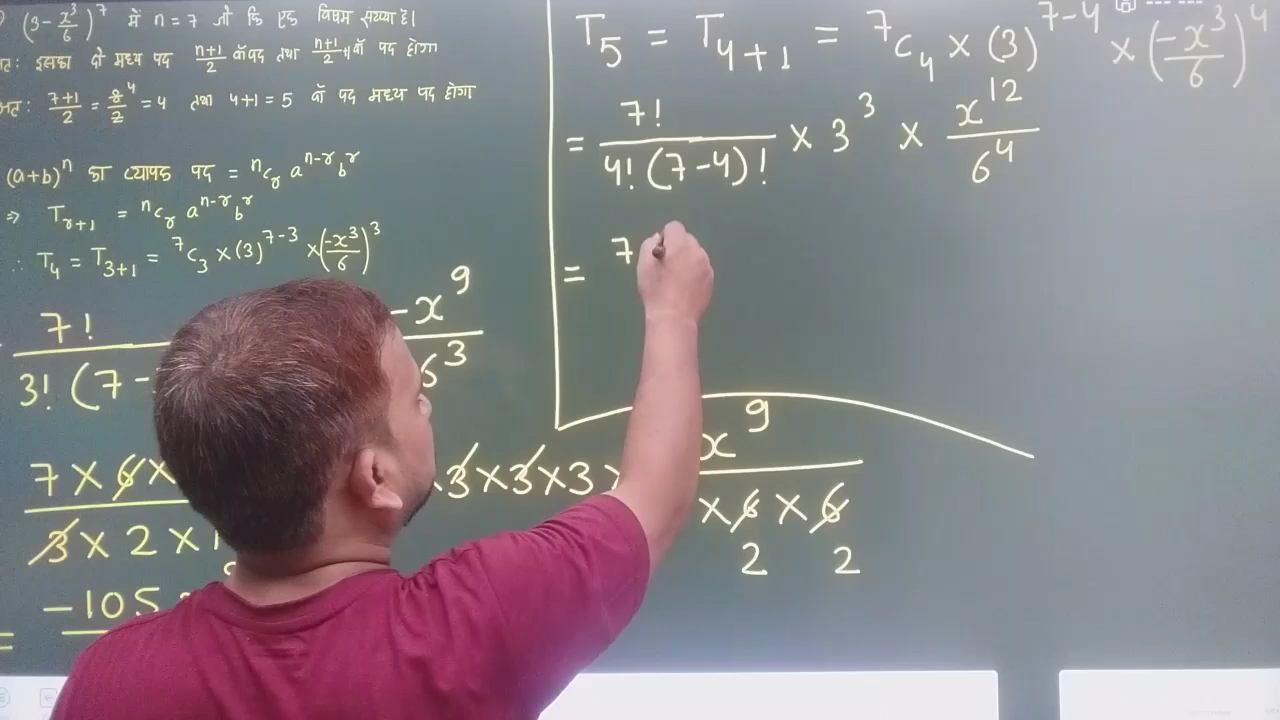 (3-x³/6)⁷ में n = 7 जो कि एक विषम संख्या है।
अतः इसका दो मध्य पद n+1/2 वाँ पद तथा n+1/2 +1 वाँ पद होगा
अतः 7+1/2 = 8/2 ⁴ = 4 तथा 4+1 = 5 वाँ पद मध्य पद होगा
(a+b)ⁿ का व्यापक पद = ⁿCᵣ aⁿ⁻ʳ bʳ
⇒ Tᵣ₊₁ = ⁿCᵣ aⁿ⁻ʳ bʳ
∴ T₄ = T₃₊₁ = ⁷C₃ × (3)⁷⁻³ × (-x³/6)³
7!
3! (7-
-x⁹
6³
7 × 6 ×
× 3 × 3 × 3 ×
x⁹
3 × 2 × 1
× 6 × 6
2 2
= -105
T₅ = T₄₊₁ = ⁷C₄ × (3)⁷⁻⁴ × (-x³/6)⁴
= 7!/4! (7-4)! × 3³ × x¹²/6⁴
= 7